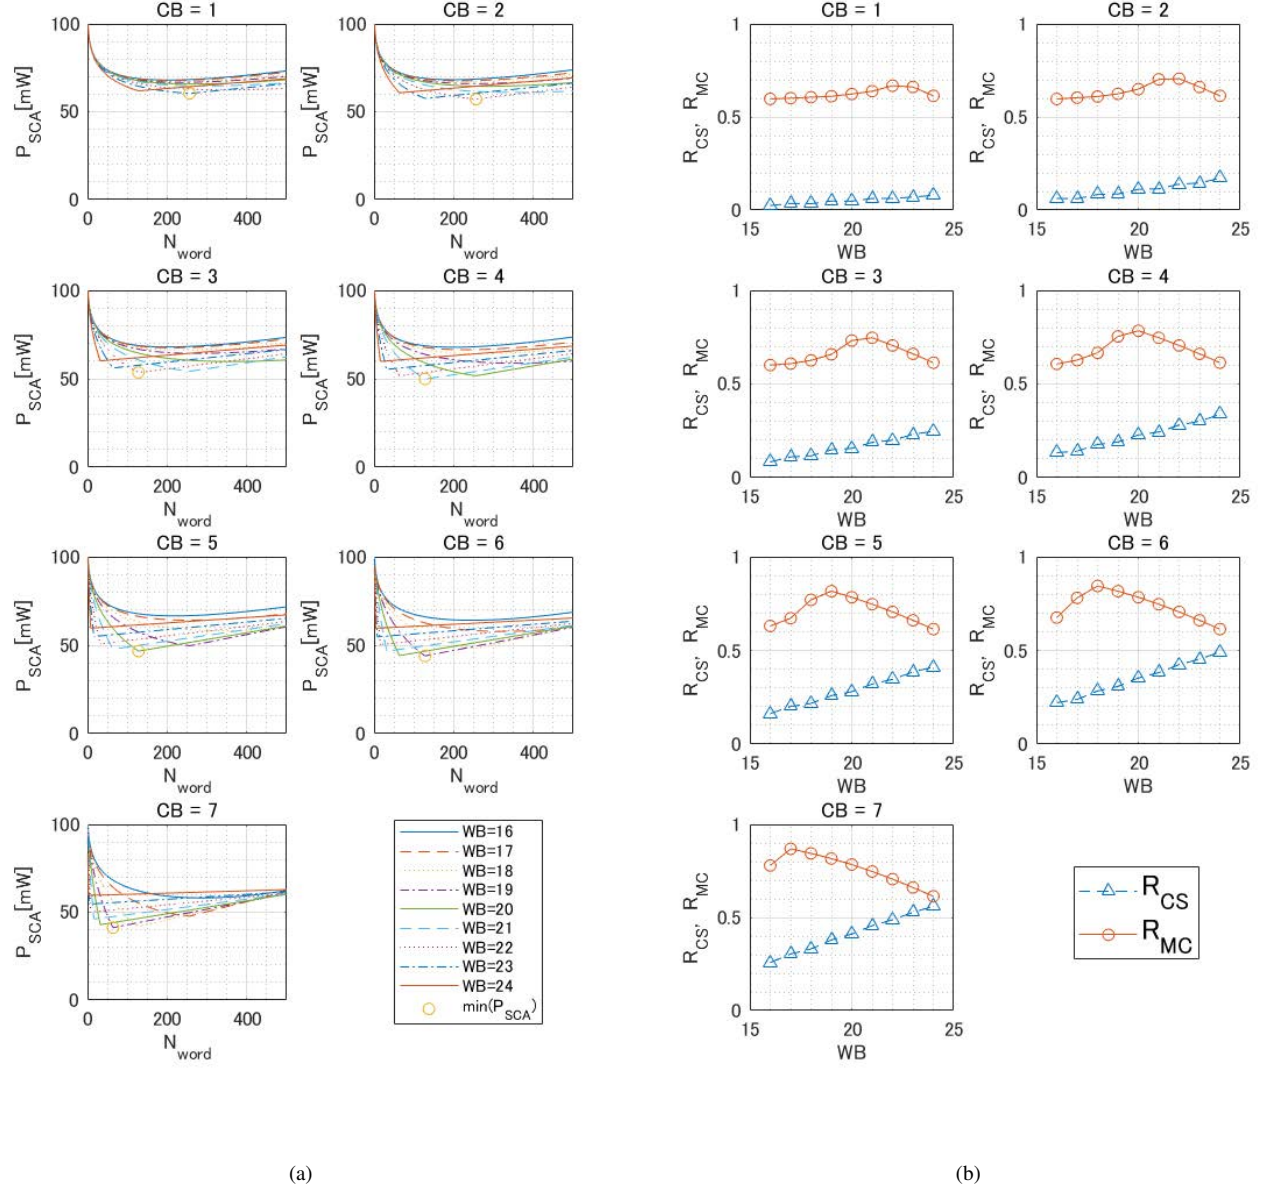 CB = 1
100
50
0
0 200 400
P_SCA[mW]
N_word
CB = 2
100
50
0
0 200 400
P_SCA[mW]
N_word
CB = 3
100
50
0
0 200 400
P_SCA[mW]
N_word
CB = 4
100
50
0
0 200 400
P_SCA[mW]
N_word
CB = 5
100
50
0
0 200 400
P_SCA[mW]
N_word
CB = 6
100
50
0
0 200 400
P_SCA[mW]
N_word
CB = 7
100
50
0
0 200 400
P_SCA[mW]
N_word
WB=16
WB=17
WB=18
WB=19
WB=20
WB=21
WB=22
WB=23
WB=24
min(P_SCA)
(a)
CB = 1
1
0.5
0
15 20 25
R_CS, R_MC
WB
CB = 2
1
0.5
0
15 20 25
R_CS, R_MC
WB
CB = 3
1
0.5
0
15 20 25
R_CS, R_MC
WB
CB = 4
1
0.5
0
15 20 25
R_CS, R_MC
WB
CB = 5
1
0.5
0
15 20 25
R_CS, R_MC
WB
CB = 6
1
0.5
0
15 20 25
R_CS, R_MC
WB
CB = 7
1
0.5
0
15 20 25
R_CS, R_MC
WB
R_CS
R_MC
(b)